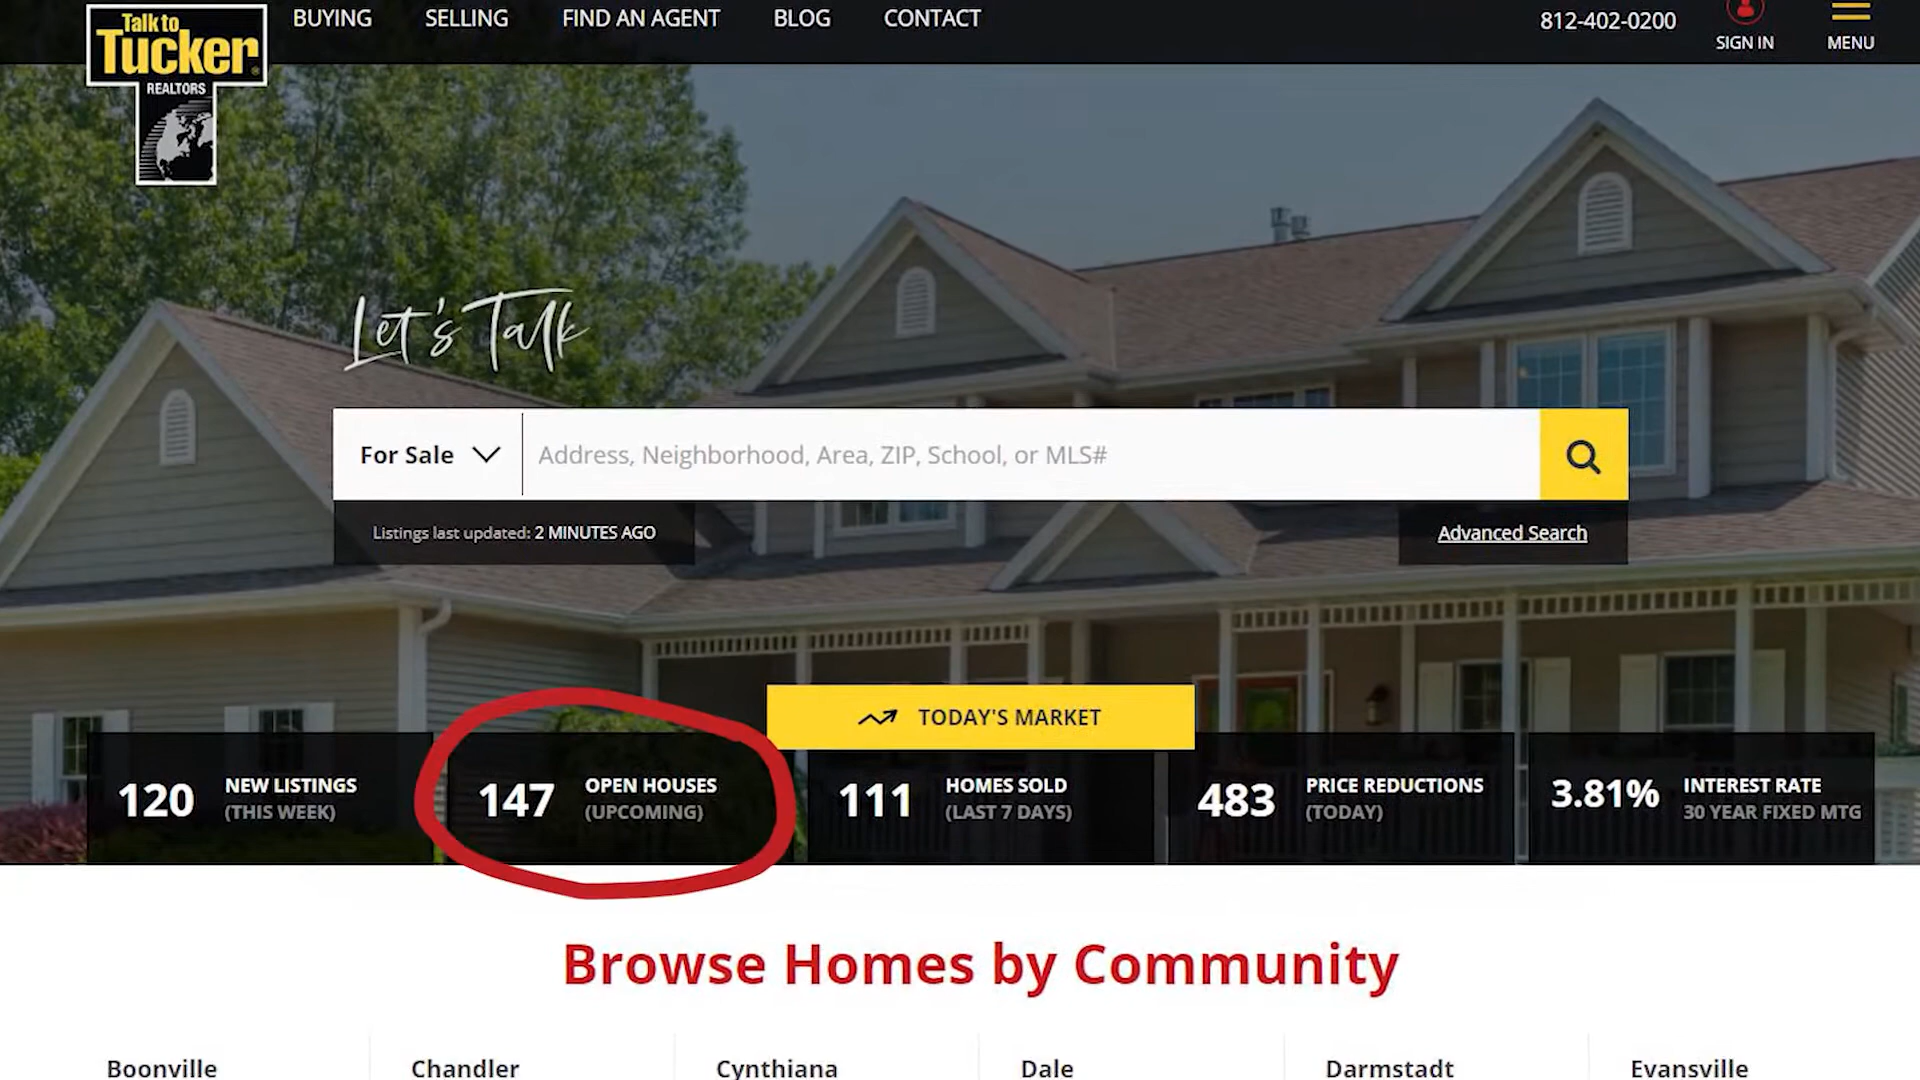 Talk to
Tucker®
REALTORS
BUYING
SELLING
FIND AN AGENT
BLOG
CONTACT
812-402-0200
SIGN IN
MENU
Let's Talk
For Sale
Address, Neighborhood, Area, ZIP, School, or MLS#
Listings last updated: 2 MINUTES AGO
Advanced Search
TODAY'S MARKET
120
NEW LISTINGS
(THIS WEEK)
147
OPEN HOUSES
(UPCOMING)
111
HOMES SOLD
(LAST 7 DAYS)
483
PRICE REDUCTIONS
(TODAY)
3.81%
INTEREST RATE
30 YEAR FIXED MTG
Browse Homes by Community
Boonville
Chandler
Cynthiana
Dale
Darmstadt
Evansville